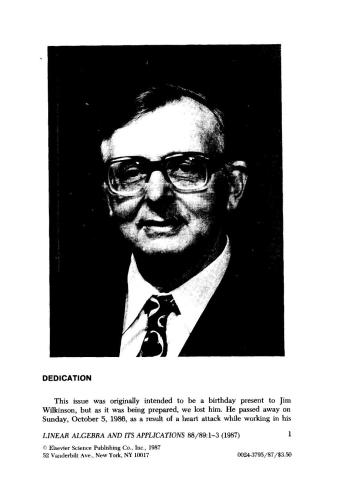 DEDICATION
This issue was originally intended to be a birthday present to Jim
Wilkinson, but as it was being prepared, we lost him. He passed away on
Sunday, October 5, 1986, as a result of a heart attack while working in his
LINEAR ALGEBRA AND ITS APPLICATIONS 88/89:1–3 (1987) 1
© Elsevier Science Publishing Co., Inc., 1987
52 Vanderbilt Ave., New York, NY 10017 0024-3795/87/$3.50